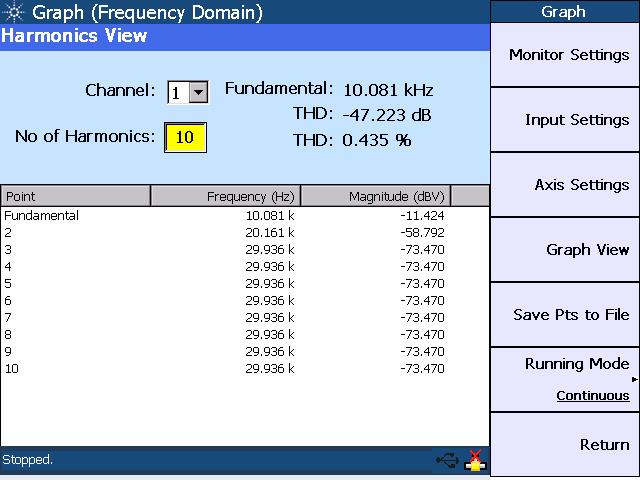 Graph (Frequency Domain)
Harmonics View
Channel: 1
Fundamental: 10.081 kHz
THD: -47.223 dB
No of Harmonics: 10
THD: 0.435 %
Point Frequency (Hz) Magnitude (dBV)
Fundamental 10.081 k -11.424
2 20.161 k -58.792
3 29.936 k -73.470
4 29.936 k -73.470
5 29.936 k -73.470
6 29.936 k -73.470
7 29.936 k -73.470
8 29.936 k -73.470
9 29.936 k -73.470
10 29.936 k -73.470
Stopped.
Graph
Monitor Settings
Input Settings
Axis Settings
Graph View
Save Pts to File
Running Mode
Continuous
Return